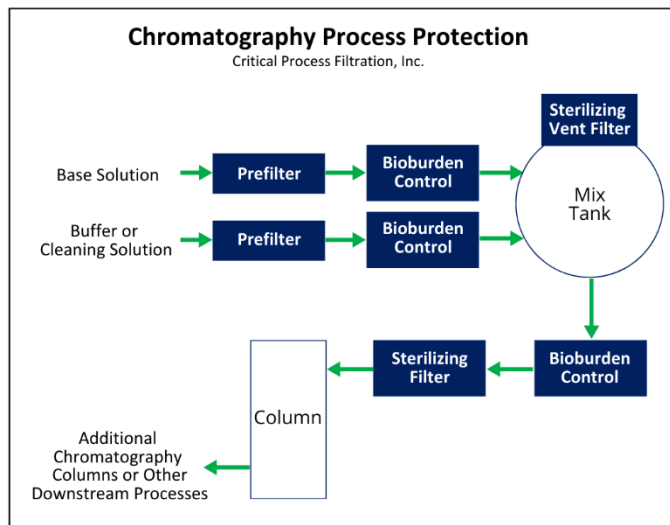 Chromatography Process Protection
Critical Process Filtration, Inc.
Sterilizing
Vent Filter
Base Solution
Prefilter
Bioburden
Control
Mix
Tank
Buffer or
Cleaning Solution
Prefilter
Bioburden
Control
Column
Sterilizing
Filter
Bioburden
Control
Additional
Chromatography
Columns or Other
Downstream Processes